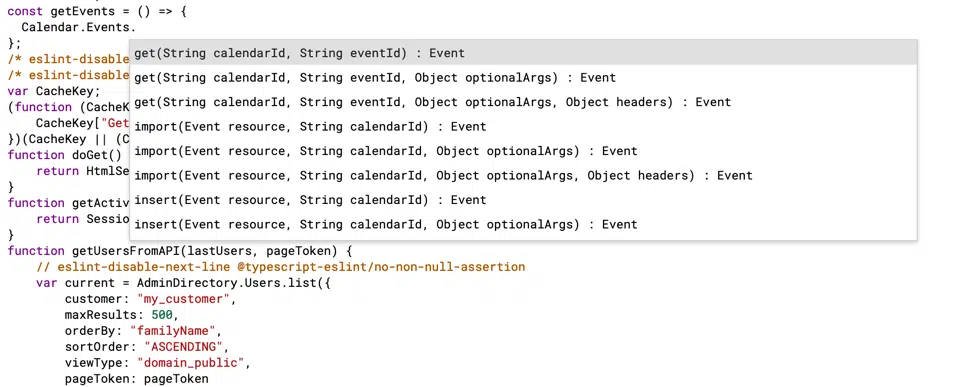 const getEvents = () => {
  Calendar.Events.
};
/* eslint-disable
/* eslint-disable
var CacheKey;
(function (CacheK
    CacheKey["Get
})(CacheKey || (C
function doGet()
    return HtmlSe
}
function getActiv
    return Sessio
}
get(String calendarId, String eventId) : Event
get(String calendarId, String eventId, Object optionalArgs) : Event
get(String calendarId, String eventId, Object optionalArgs, Object headers) : Event
import(Event resource, String calendarId) : Event
import(Event resource, String calendarId, Object optionalArgs) : Event
import(Event resource, String calendarId, Object optionalArgs, Object headers) : Event
insert(Event resource, String calendarId) : Event
insert(Event resource, String calendarId, Object optionalArgs) : Event
function getUsersFromAPI(lastUsers, pageToken) {
    // eslint-disable-next-line @typescript-eslint/no-non-null-assertion
    var current = AdminDirectory.Users.list({
        customer: "my_customer",
        maxResults: 500,
        orderBy: "familyName",
        sortOrder: "ASCENDING",
        viewType: "domain_public",
        pageToken: pageToken